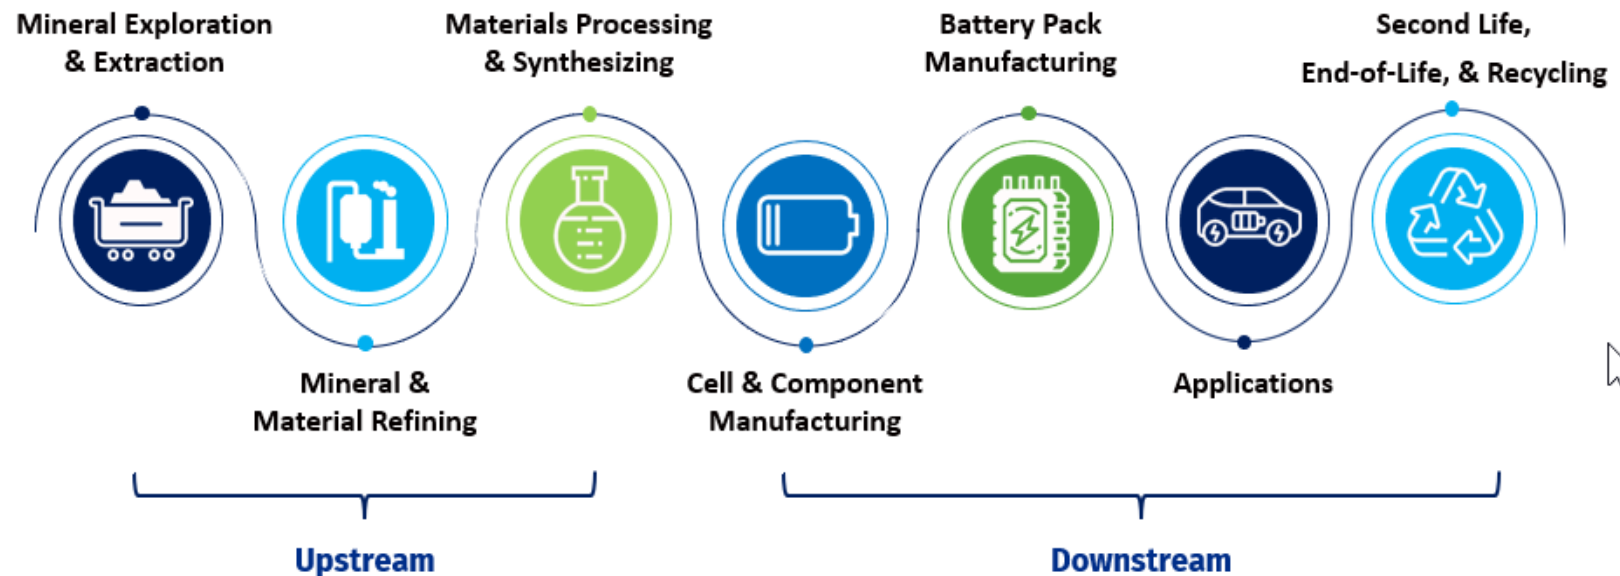 Mineral Exploration
& Extraction
Mineral &
Material Refining
Materials Processing
& Synthesizing
Cell & Component
Manufacturing
Battery Pack
Manufacturing
Applications
Second Life,
End-of-Life, & Recycling
Upstream
Downstream